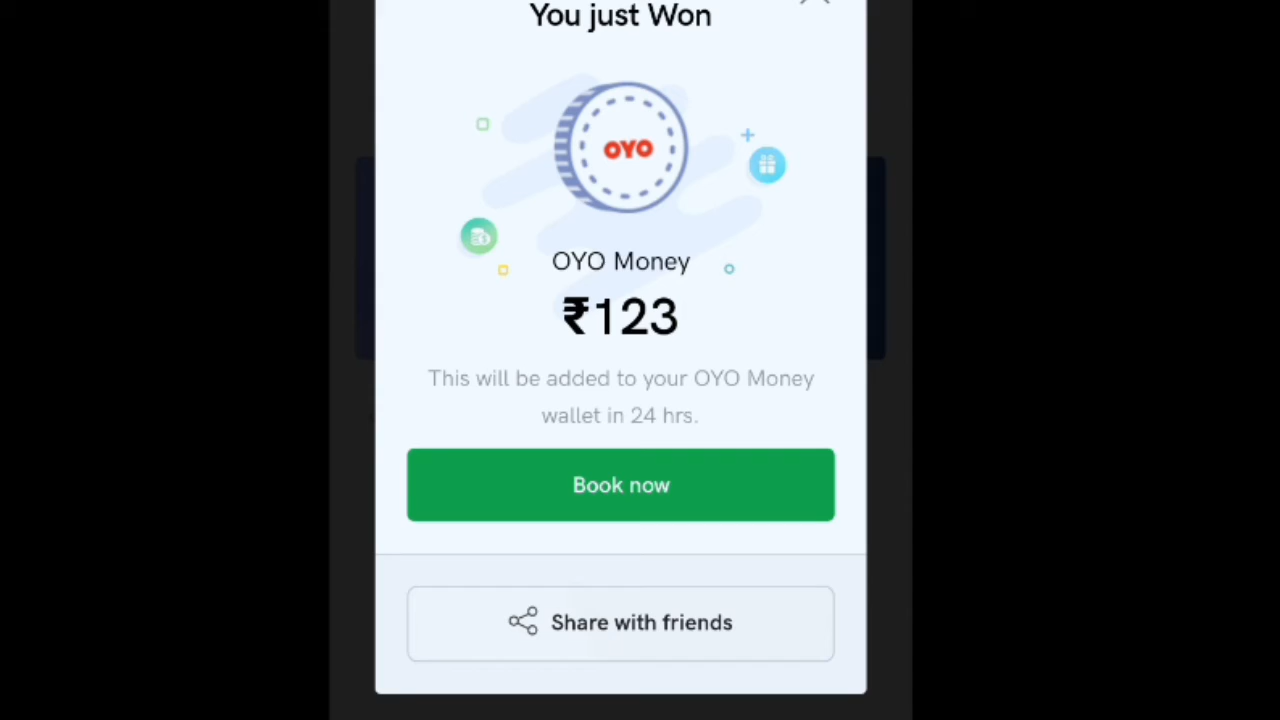 You just Won
OYO
OYO Money
₹123
This will be added to your OYO Money
wallet in 24 hrs.
Book now
Share with friends